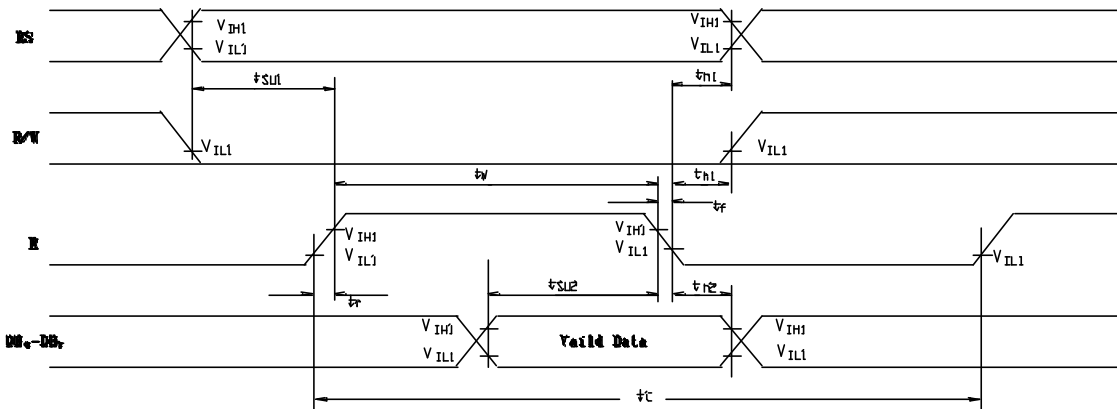 RS
V IH1
V IL1
V IH1
V IL1
tSU1
th1
R/W
V IL1
V IL1
tW
th1
tf
E
V IH1
V IL1
V IH1
V IL1
V IL1
tr
tSU2
th2
DB0-DB7
V IH1
V IL1
Vaild Data
V IH1
V IL1
tC